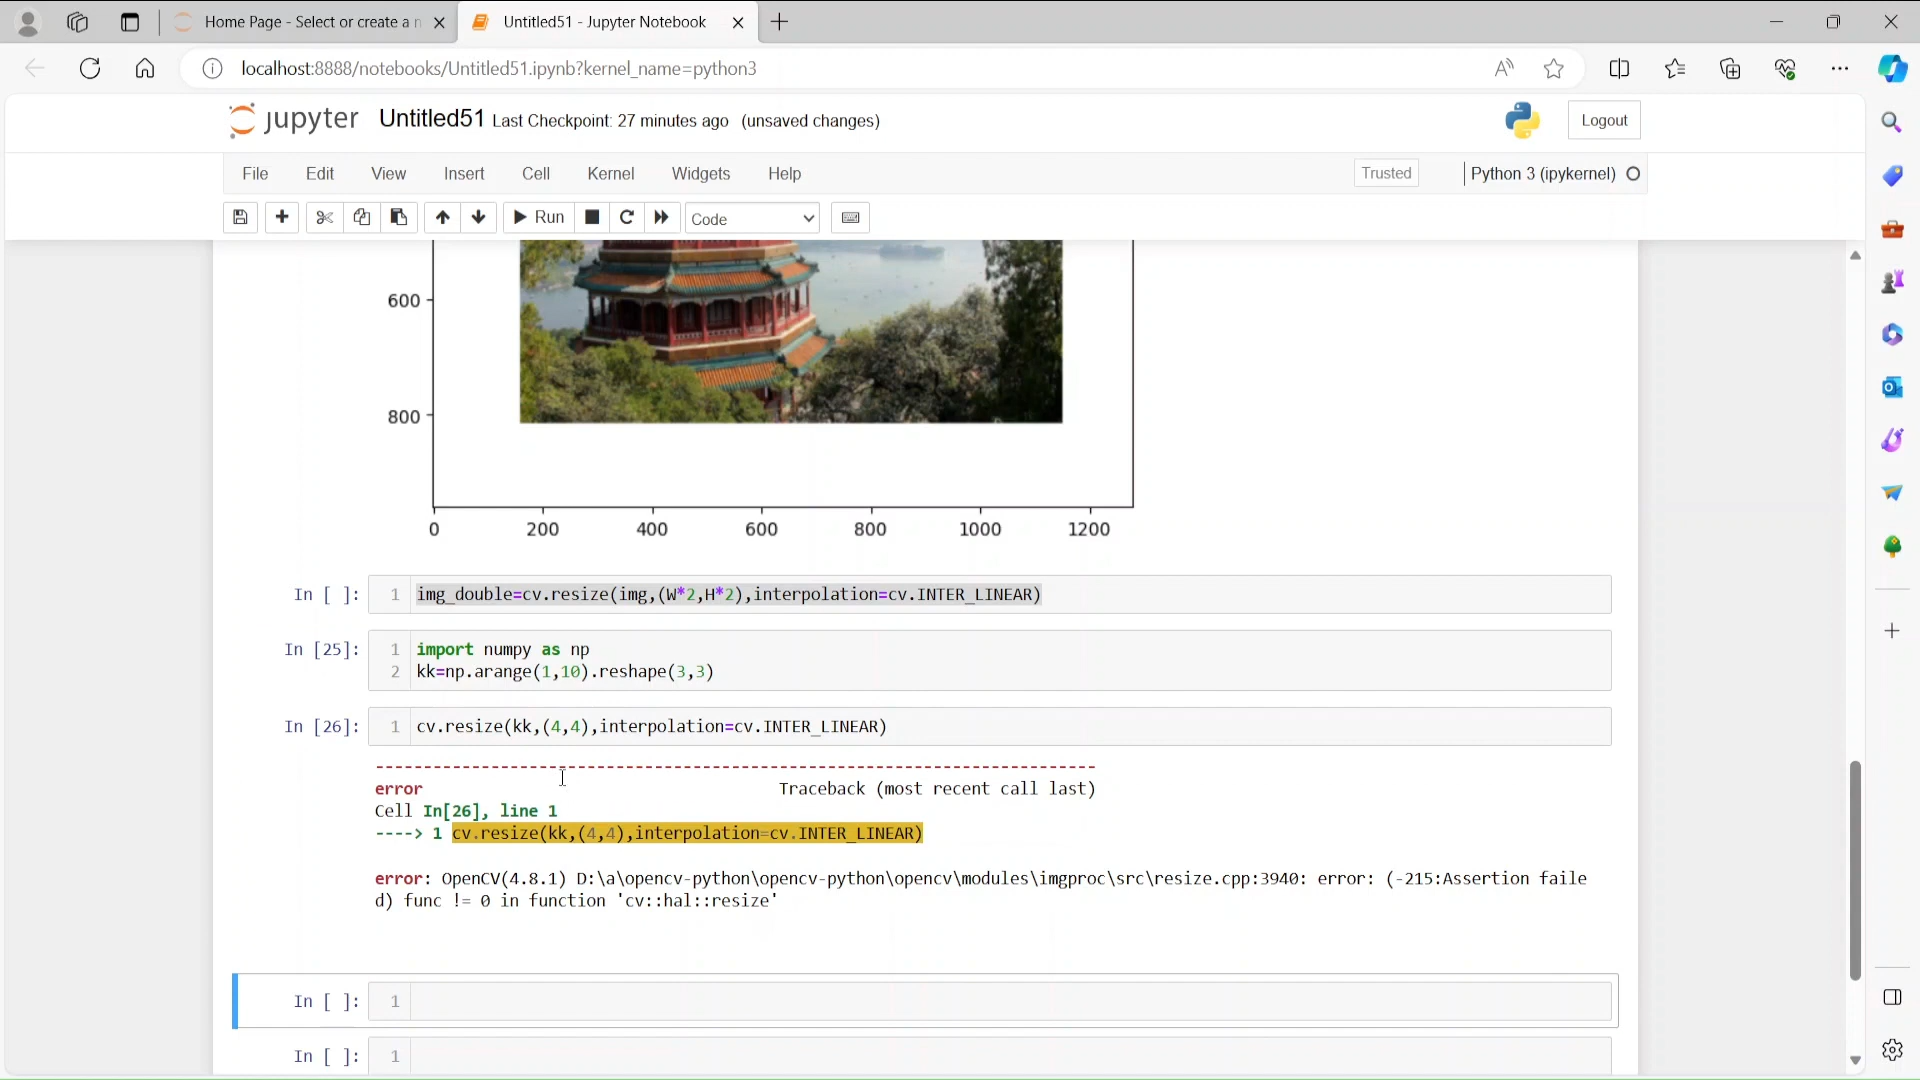 Home Page - Select or create a n
Untitled51 - Jupyter Notebook
localhost:8888/notebooks/Untitled51.ipynb?kernel_name=python3
jupyter Untitled51 Last Checkpoint: 27 minutes ago (unsaved changes)
Logout
File Edit View Insert Cell Kernel Widgets Help
Trusted
Python 3 (ipykernel)
Run
Code
600
800
0 200 400 600 800 1000 1200
In [ ]: 1 img_double=cv.resize(img,(W*2,H*2),interpolation=cv.INTER_LINEAR)
In [25]: 1 import numpy as np
2 kk=np.arange(1,10).reshape(3,3)
In [26]: 1 cv.resize(kk,(4,4),interpolation=cv.INTER_LINEAR)
---------------------------------------------------------------------------
error Traceback (most recent call last)
Cell In[26], line 1
----> 1 cv.resize(kk,(4,4),interpolation=cv.INTER_LINEAR)
error: OpenCV(4.8.1) D:\a\opencv-python\opencv-python\opencv\modules\imgproc\src\resize.cpp:3940: error: (-215:Assertion faile
d) func != 0 in function 'cv::hal::resize'
In [ ]: 1
In [ ]: 1